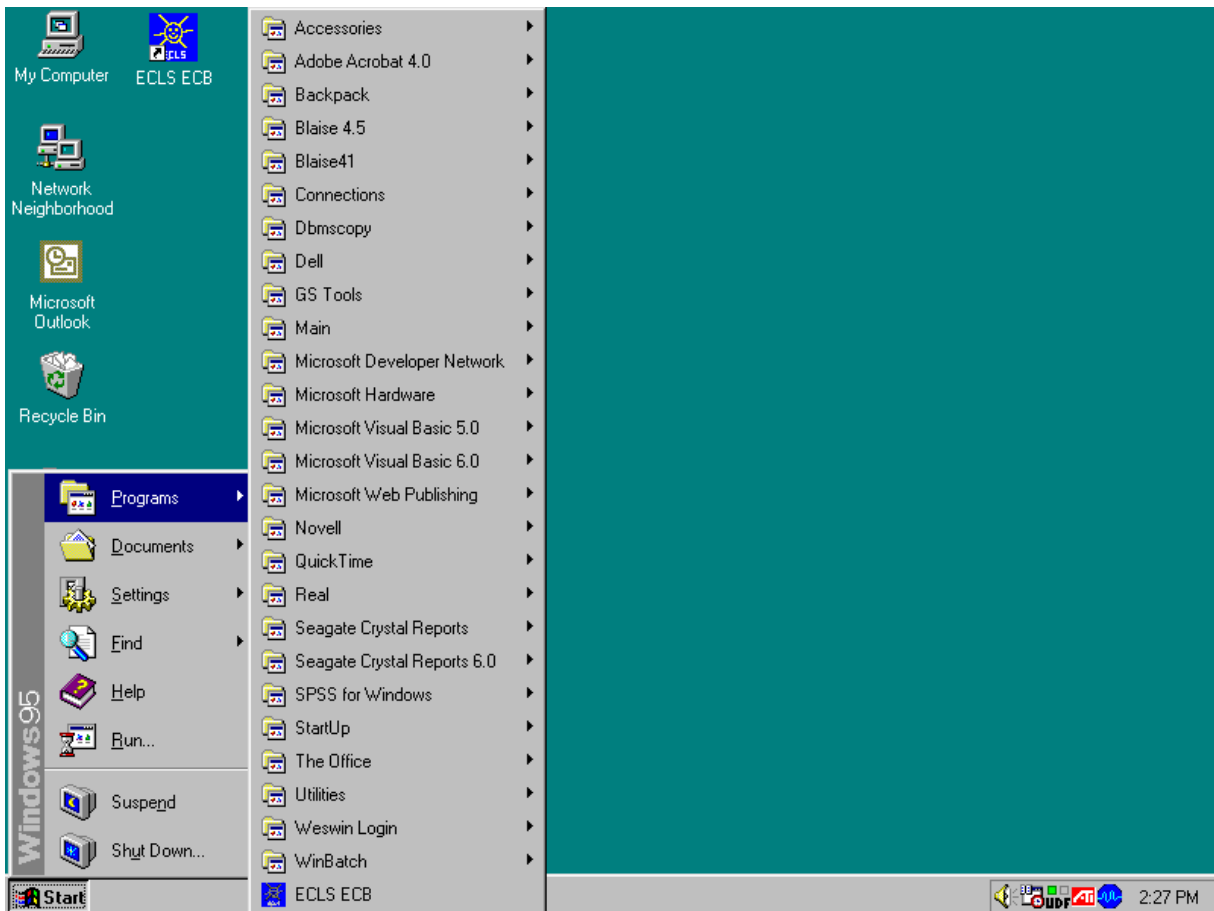 My Computer
ECLS
ECLS ECB
Network
Neighborhood
Microsoft
Outlook
Recycle Bin
Programs
Documents
Settings
Find
Help
Run...
Suspend
Shut Down...
Windows95
Accessories
Adobe Acrobat 4.0
Backpack
Blaise 4.5
Blaise41
Connections
Dbmscopy
Dell
GS Tools
Main
Microsoft Developer Network
Microsoft Hardware
Microsoft Visual Basic 5.0
Microsoft Visual Basic 6.0
Microsoft Web Publishing
Novell
QuickTime
Real
Seagate Crystal Reports
Seagate Crystal Reports 6.0
SPSS for Windows
StartUp
The Office
Utilities
Weswin Login
WinBatch
ECLS ECB
Start
UDF
ATI
2:27 PM